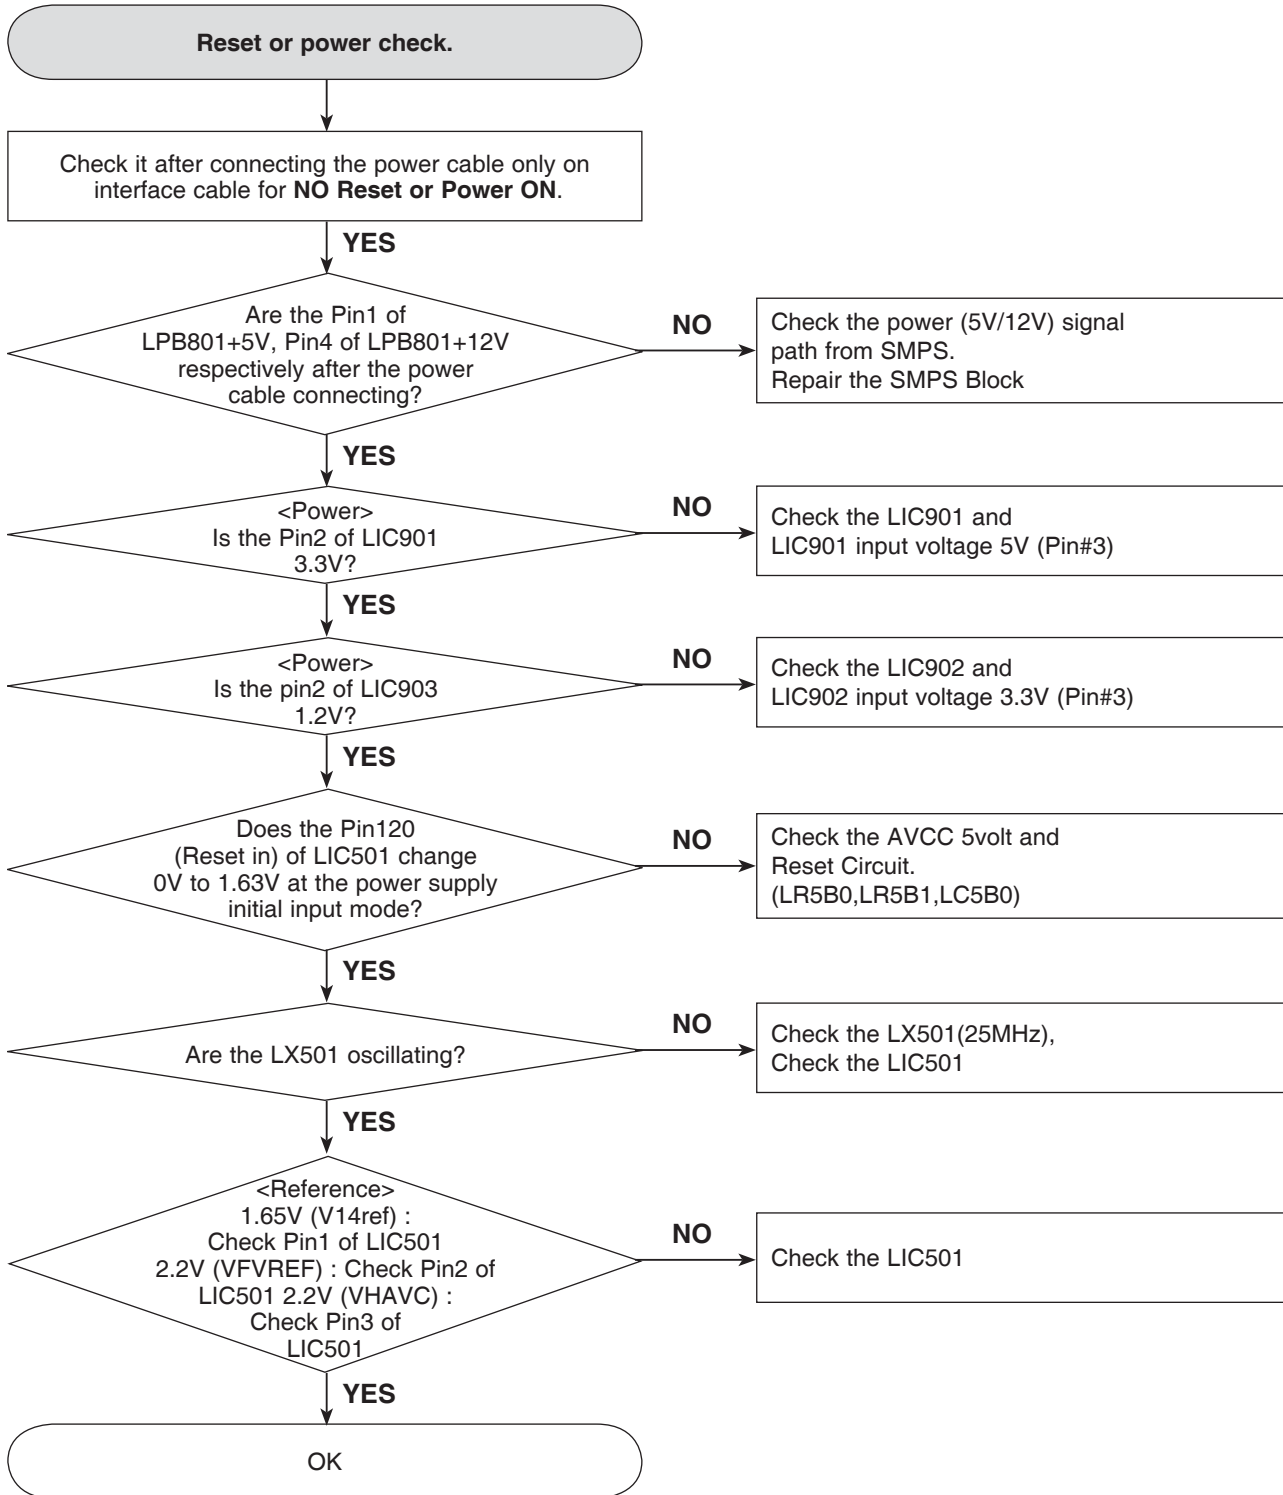 Reset or power check.
Check it after connecting the power cable only on
interface cable for NO Reset or Power ON.
YES
Are the Pin1 of
LPB801+5V, Pin4 of LPB801+12V
respectively after the power
cable connecting?
NO
Check the power (5V/12V) signal
path from SMPS.
Repair the SMPS Block
YES
<Power>
Is the Pin2 of LIC901
3.3V?
NO
Check the LIC901 and
LIC901 input voltage 5V (Pin#3)
YES
<Power>
Is the pin2 of LIC903
1.2V?
NO
Check the LIC902 and
LIC902 input voltage 3.3V (Pin#3)
YES
Does the Pin120
(Reset in) of LIC501 change
0V to 1.63V at the power supply
initial input mode?
NO
Check the AVCC 5volt and
Reset Circuit.
(LR5B0,LR5B1,LC5B0)
YES
Are the LX501 oscillating?
NO
Check the LX501(25MHz),
Check the LIC501
YES
<Reference>
1.65V (V14ref) :
Check Pin1 of LIC501
2.2V (VFVREF) : Check Pin2 of
LIC501 2.2V (VHAVC) :
Check Pin3 of
LIC501
NO
Check the LIC501
YES
OK